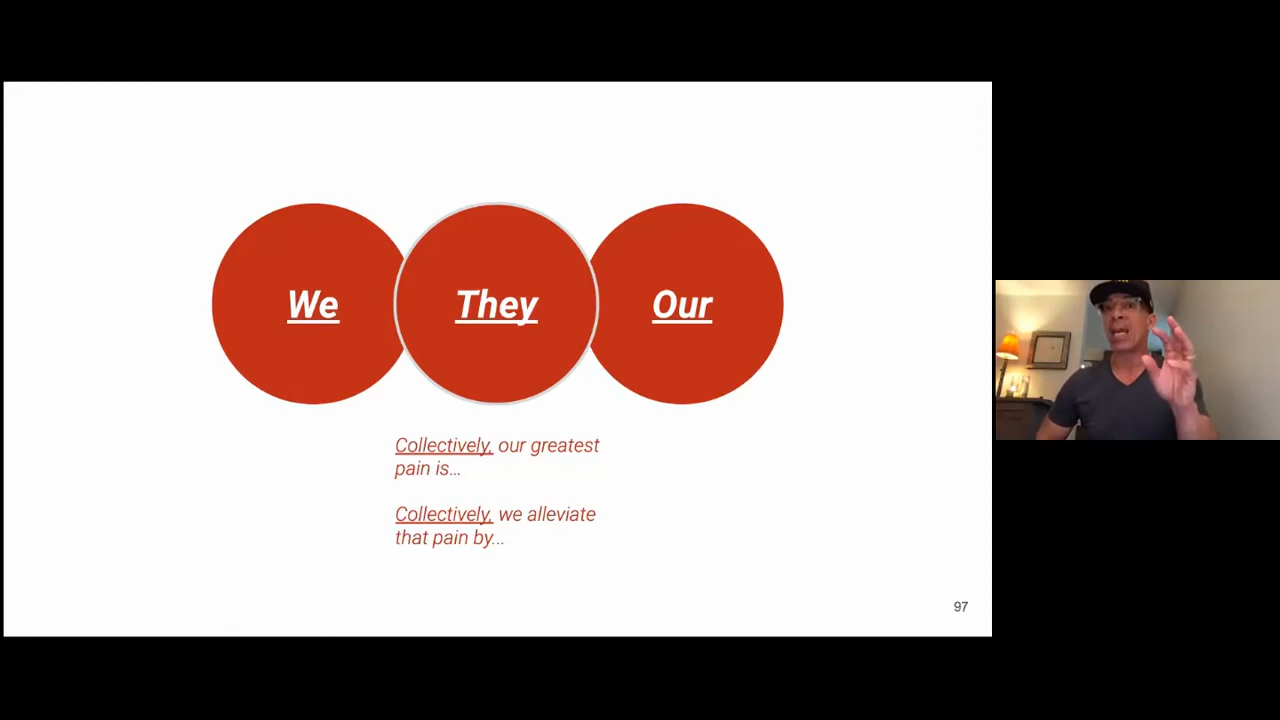 We They Our
Collectively, our greatest
pain is...
Collectively, we alleviate
that pain by...
97